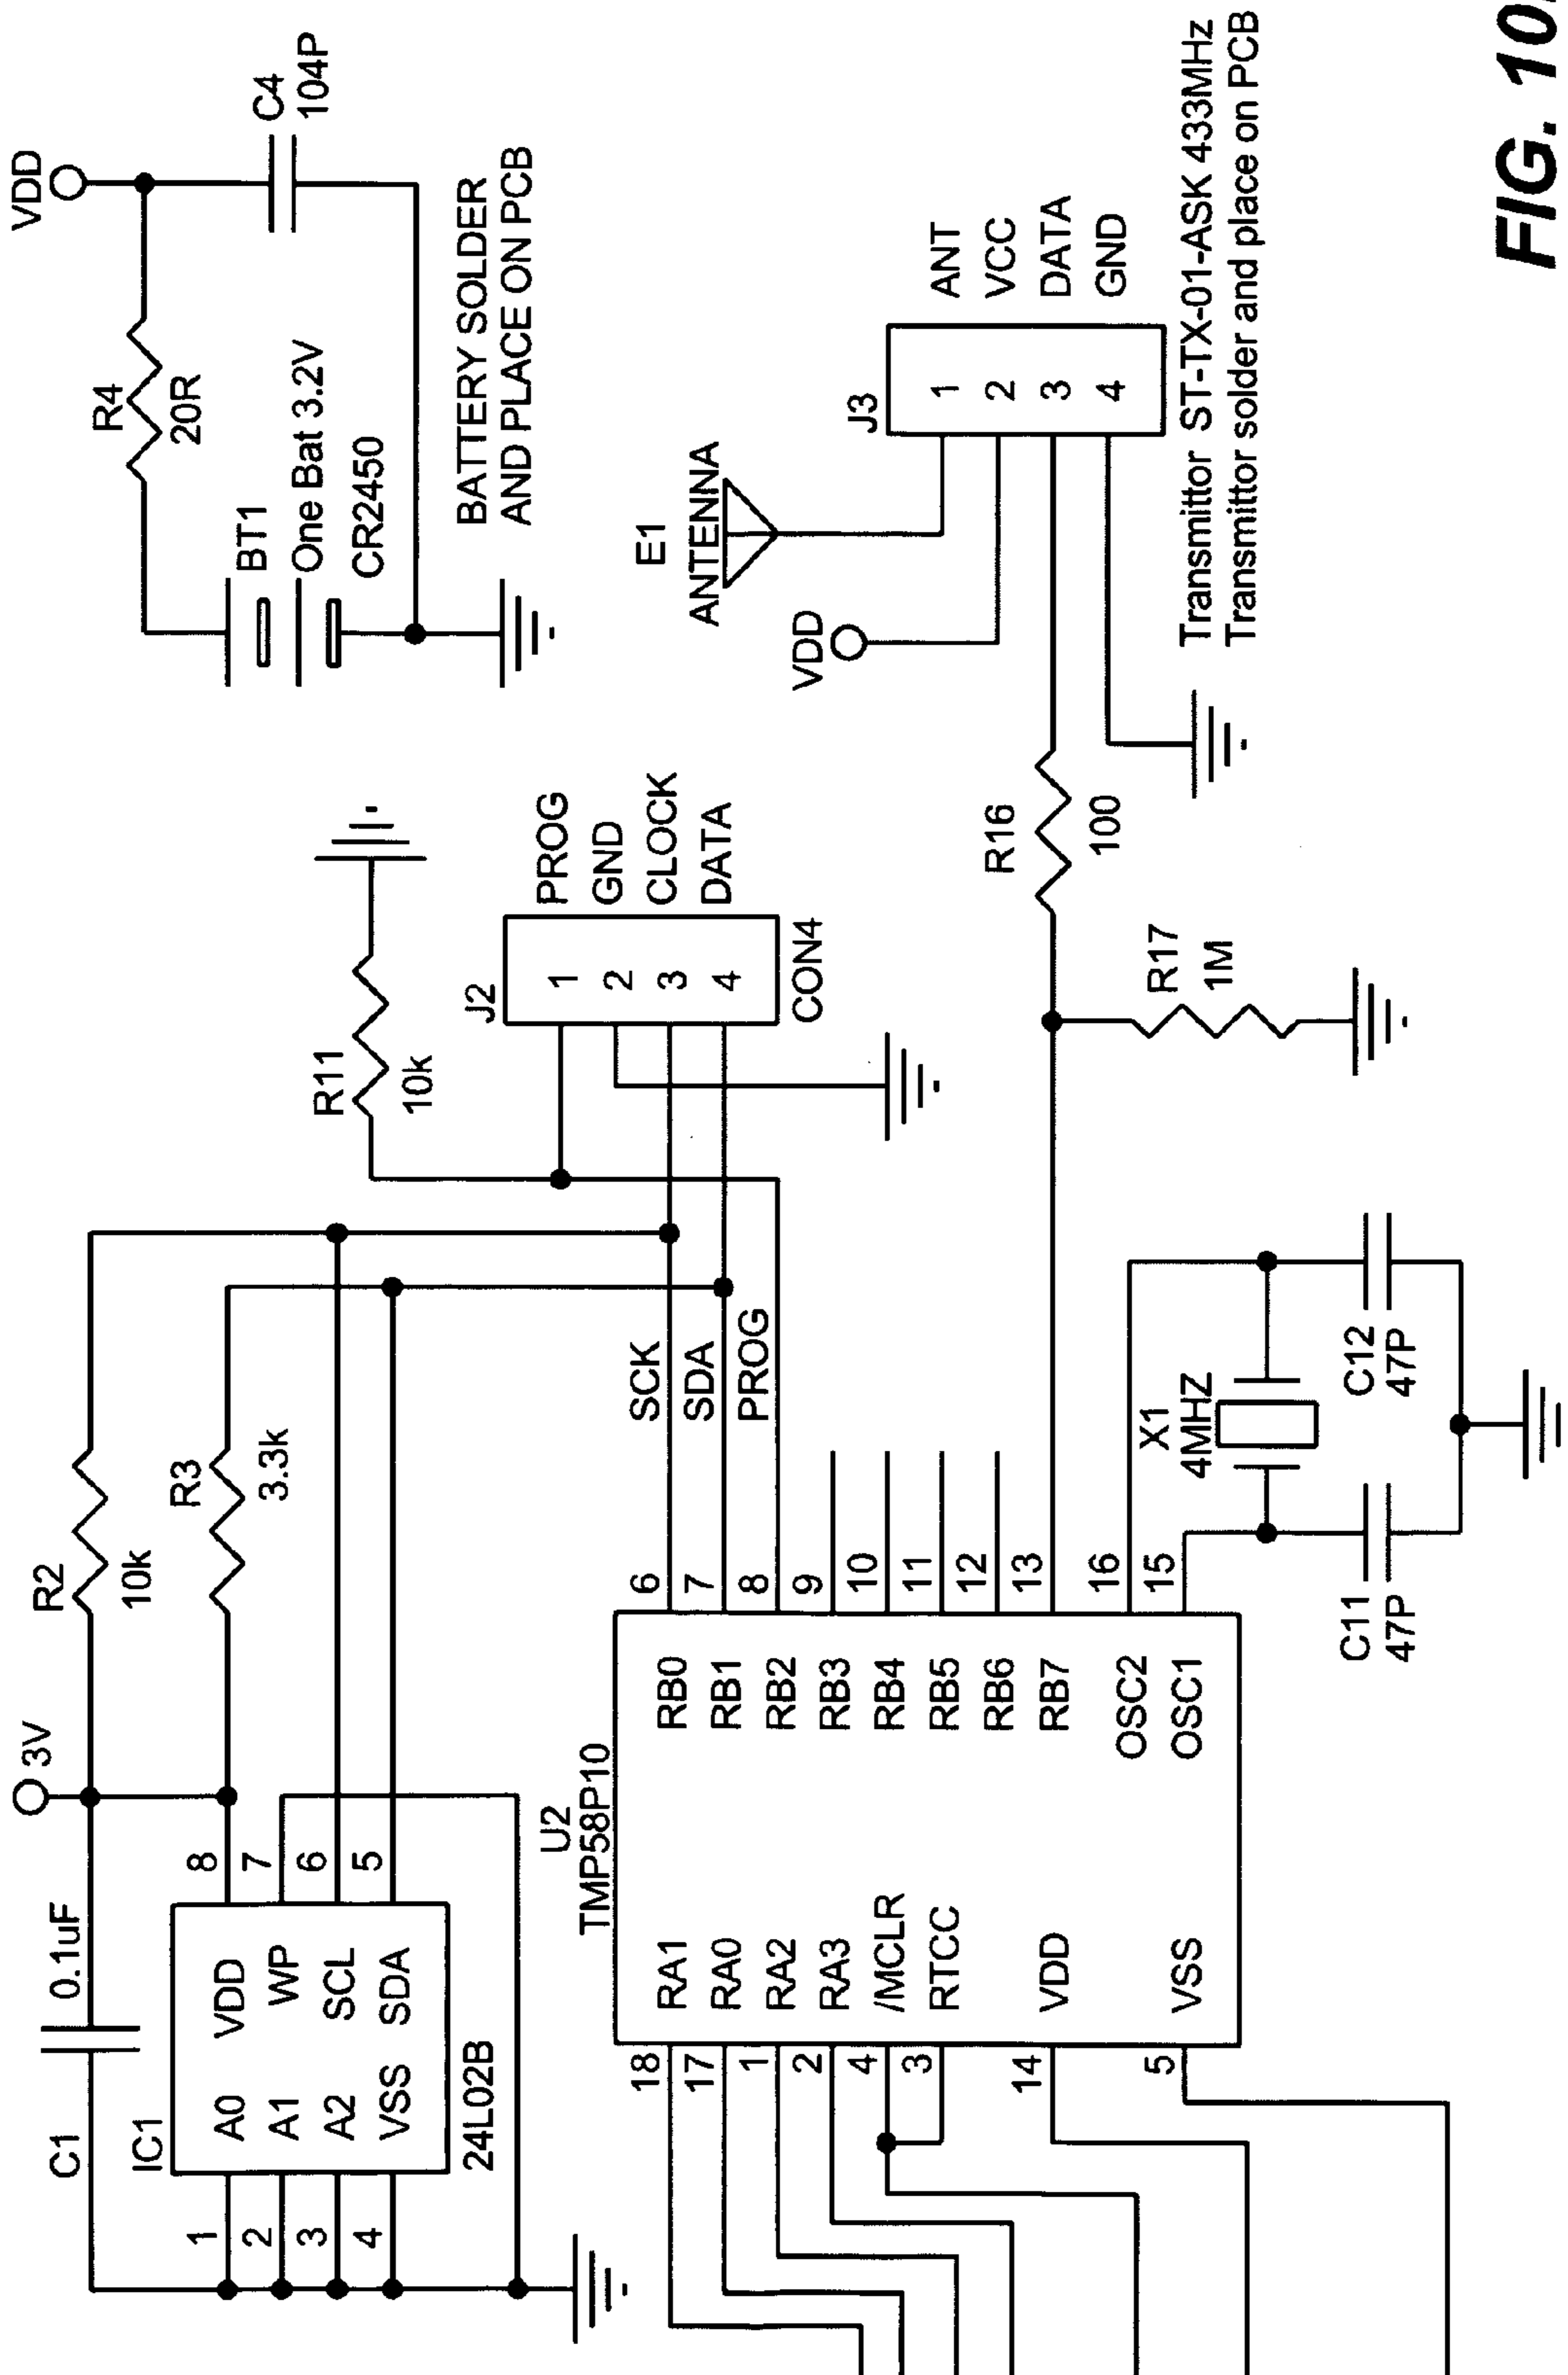 C1
0.1uF
3V
R2
10k
R3
3.3k
IC1
A0 VDD
A1 WP
A2 SCL
VSS SDA
1
2
3
4
8
7
6
5
24L02B
R11
10k
J2
1
2
3
4
PROG
GND
CLOCK
DATA
CON4
VDD
R4
20R
C4
104P
BT1
One Bat 3.2V
CR2450
BATTERY SOLDER
AND PLACE ON PCB
U2
TMP58P10
18 RA1 RB0 6 SCK
17 RA0 RB1 7 SDA
1 RA2 RB2 8 PROG
2 RA3 RB3 9
4 /MCLR RB4 10
3 RTCC RB5 11
RB6 12
14 VDD RB7 13
OSC2 16
5 VSS OSC1 15
X1
4MHZ
C11
47P
C12
47P
R16
100
R17
1M
E1
ANTENNA
VDD
J3
1 ANT
2 VCC
3 DATA
4 GND
Transmittor ST-TX-01-ASK 433MHz
Transmittor solder and place on PCB